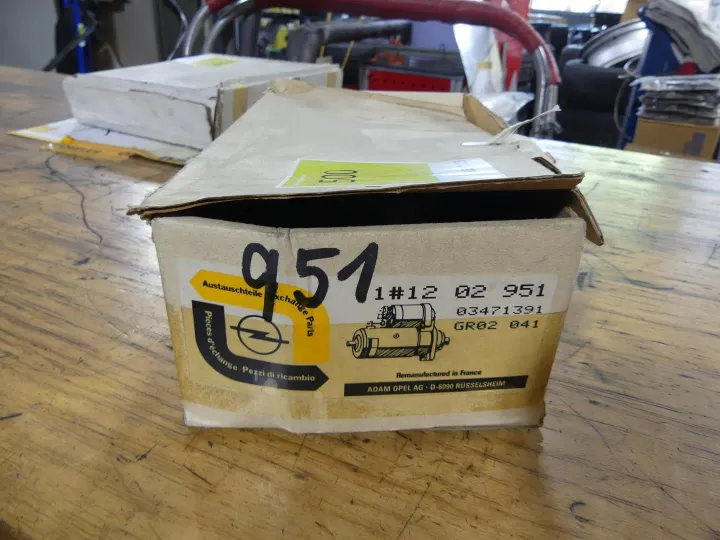 500
951
Austauschteile Exchange Parts
Pièces d'échange Pezzi di ricambio
1#12 02 951
03471391
GR02 041
Remanufactured in France
ADAM OPEL AG · D-6090 RÜSSELSHEIM